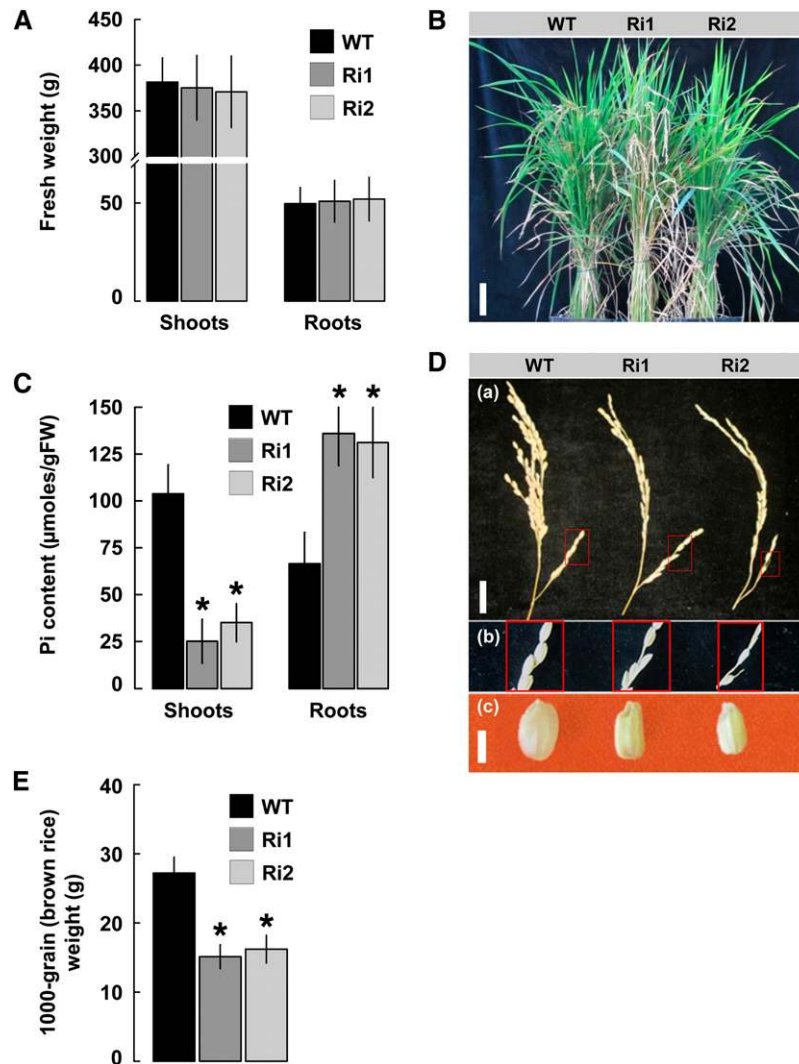 A
Fresh weight (g)
450
400
350
300
50
0
WT
Ri1
Ri2
Shoots
Roots
B
WT
Ri1
Ri2
C
Pi content (µmoles/gFW)
150
125
100
75
50
25
0
WT
Ri1
Ri2
*
*
*
*
Shoots
Roots
D
WT
Ri1
Ri2
(a)
(b)
(c)
E
1000-grain (brown rice)
weight (g)
40
30
20
10
0
WT
Ri1
Ri2
*
*